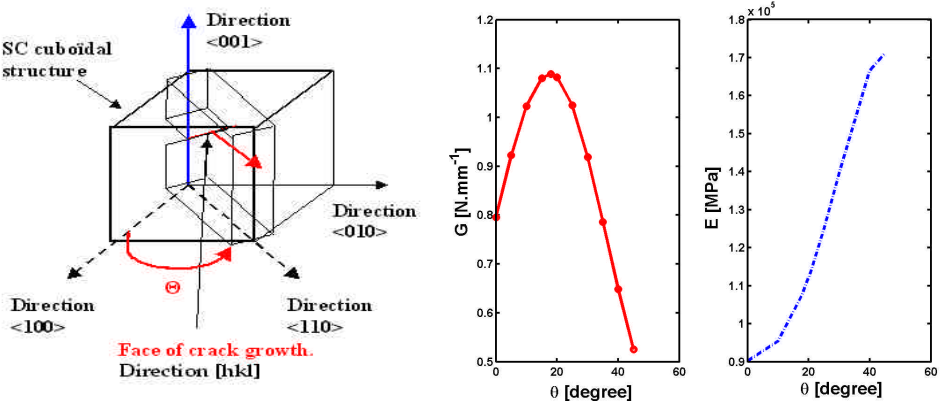 Direction
<001>
SC cuboïdal
structure
Direction
<010>
Θ
Direction
<100>
Direction
<110>
Face of crack growth.
Direction [hkl]
1.2
1.1
1
0.9
0.8
0.7
0.6
0.5
G [N.mm⁻¹]
0
20
40
60
θ [degree]
x 10⁵
1.8
1.7
1.6
1.5
1.4
1.3
1.2
1.1
1
0.9
E [MPa]
0
20
40
60
θ [degree]